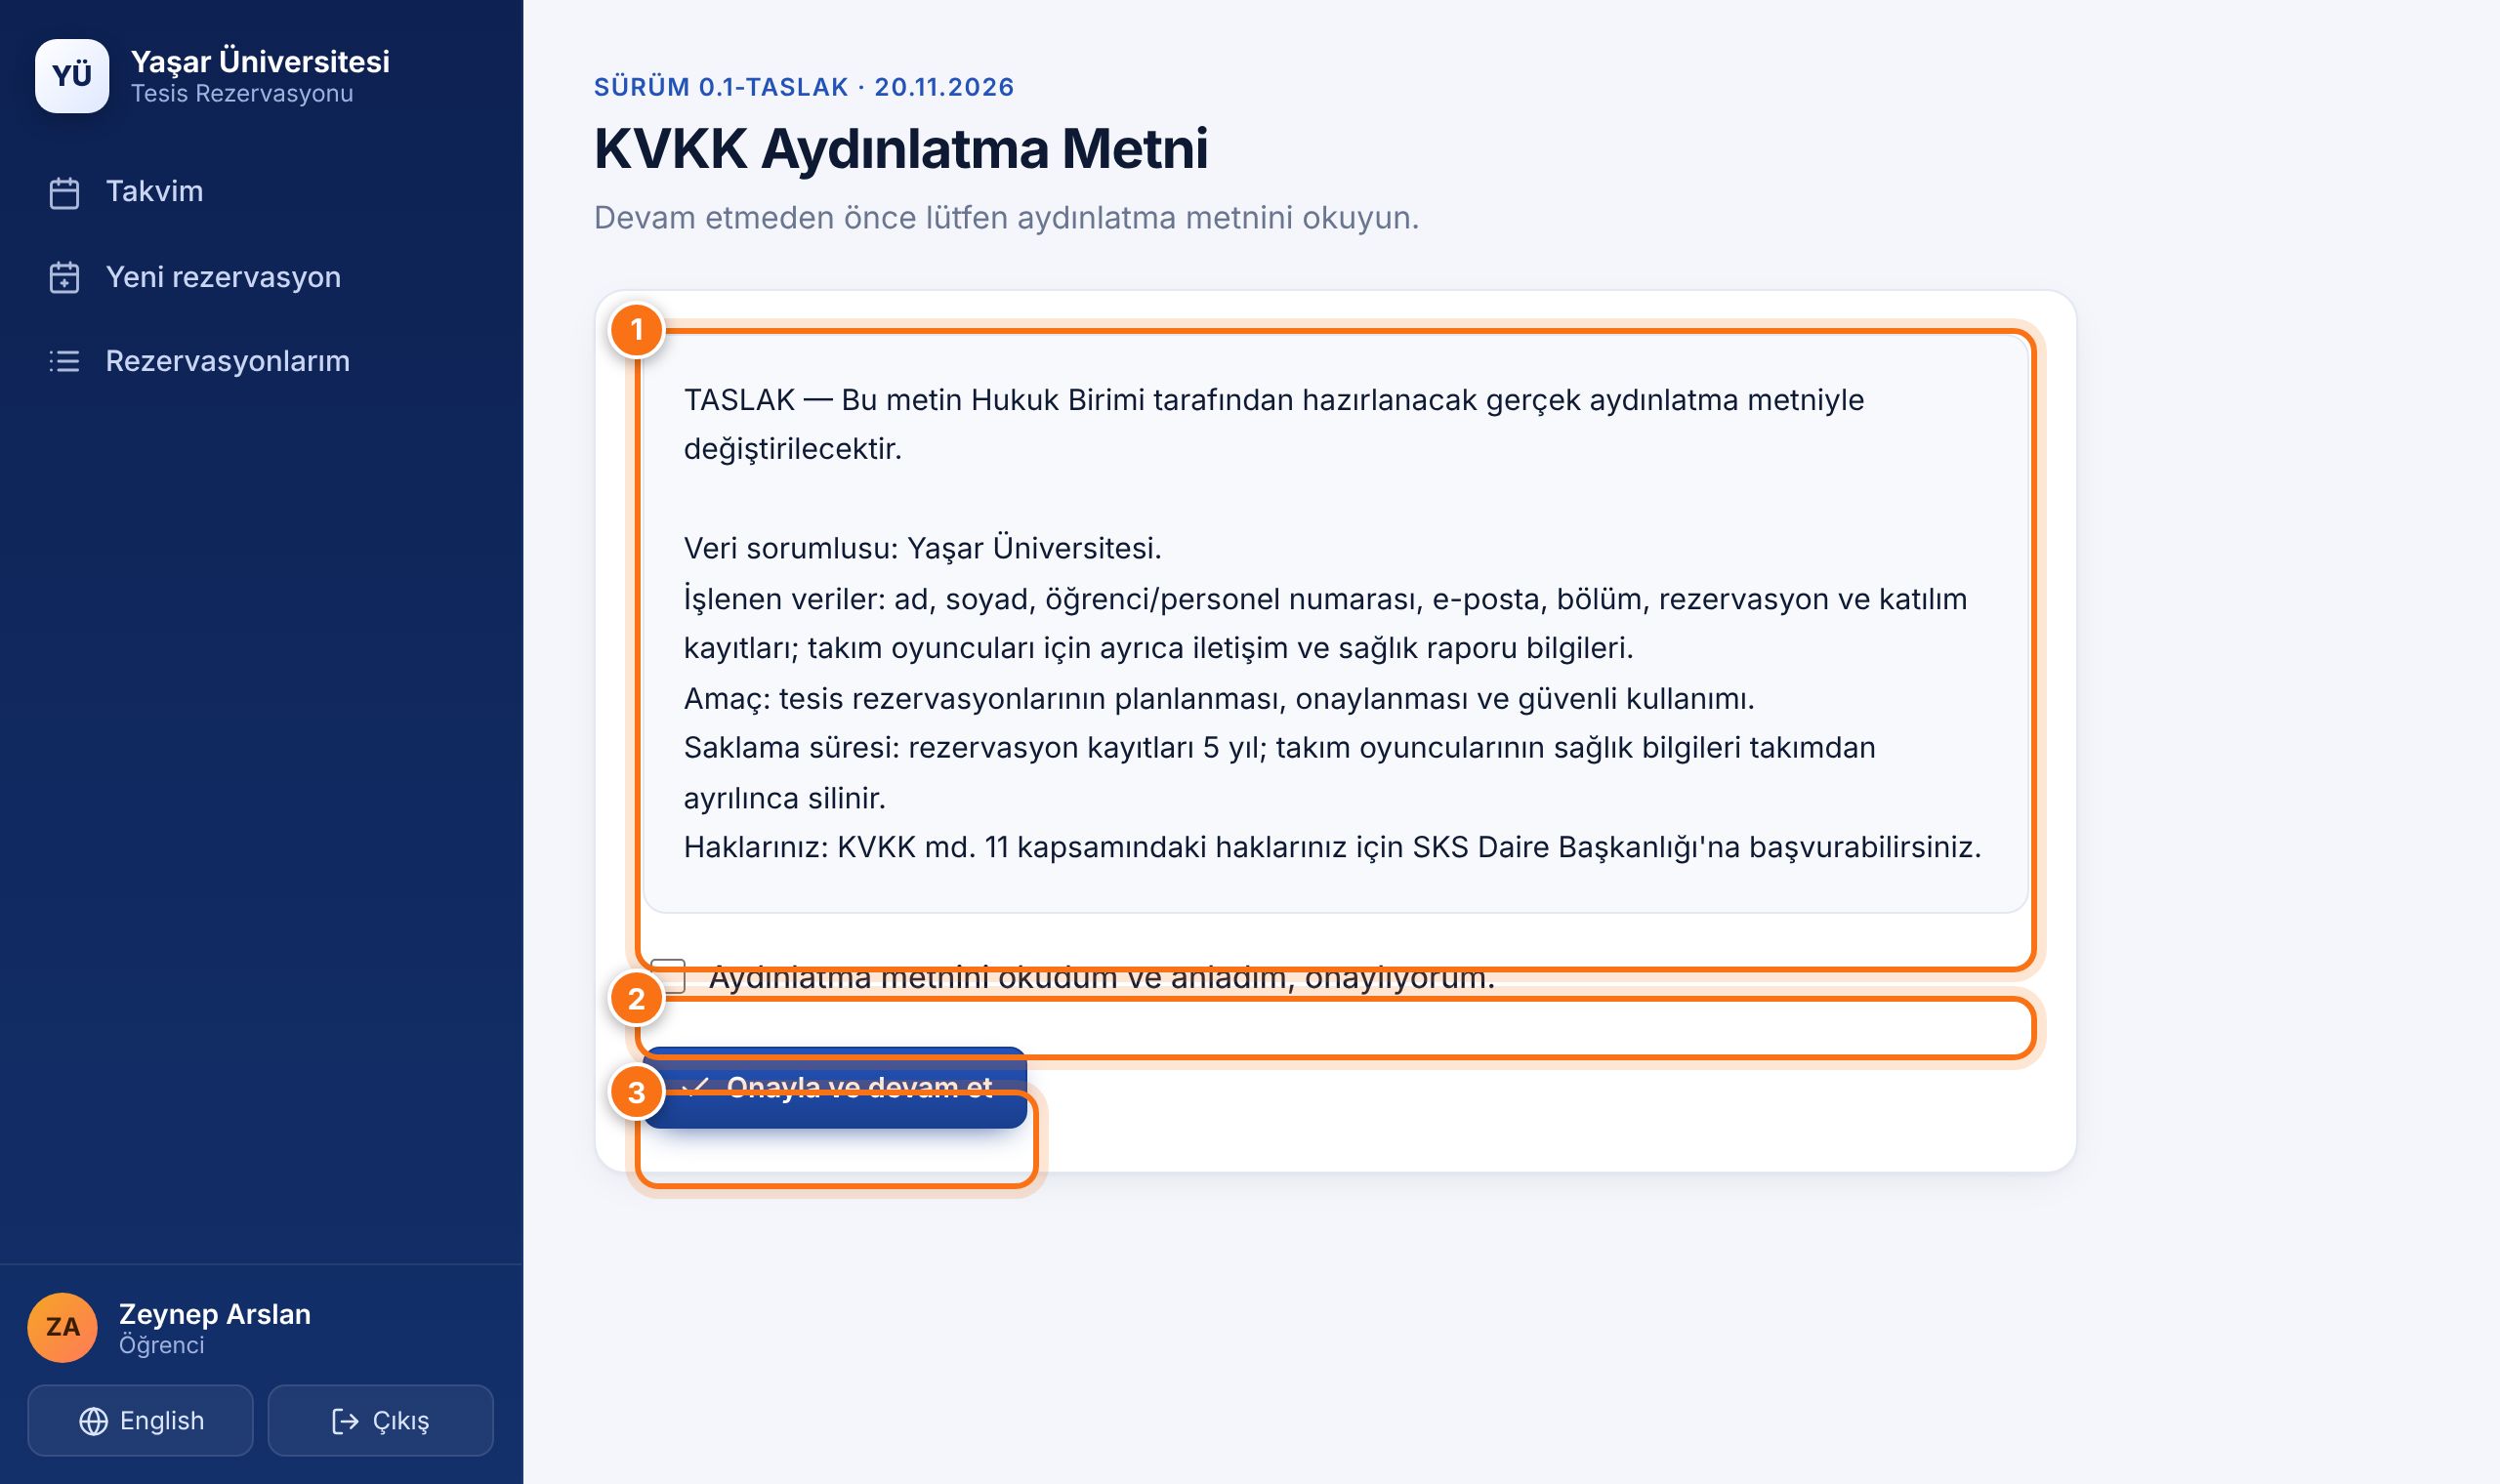 YÜ
Yaşar Üniversitesi
Tesis Rezervasyonu
Takvim
Yeni rezervasyon
Rezervasyonlarım
ZA
Zeynep Arslan
Öğrenci
English
Çıkış
SÜRÜM 0.1-TASLAK · 20.11.2026
KVKK Aydınlatma Metni
Devam etmeden önce lütfen aydınlatma metnini okuyun.
1
TASLAK — Bu metin Hukuk Birimi tarafından hazırlanacak gerçek aydınlatma metniyle
değiştirilecektir.
Veri sorumlusu: Yaşar Üniversitesi.
İşlenen veriler: ad, soyad, öğrenci/personel numarası, e-posta, bölüm, rezervasyon ve katılım
kayıtları; takım oyuncuları için ayrıca iletişim ve sağlık raporu bilgileri.
Amaç: tesis rezervasyonlarının planlanması, onaylanması ve güvenli kullanımı.
Saklama süresi: rezervasyon kayıtları 5 yıl; takım oyuncularının sağlık bilgileri takımdan
ayrılınca silinir.
Haklarınız: KVKK md. 11 kapsamındaki haklarınız için SKS Daire Başkanlığı'na başvurabilirsiniz.
Aydınlatma metnini okudum ve anladım, onaylıyorum.
2
3
Onayla ve devam et